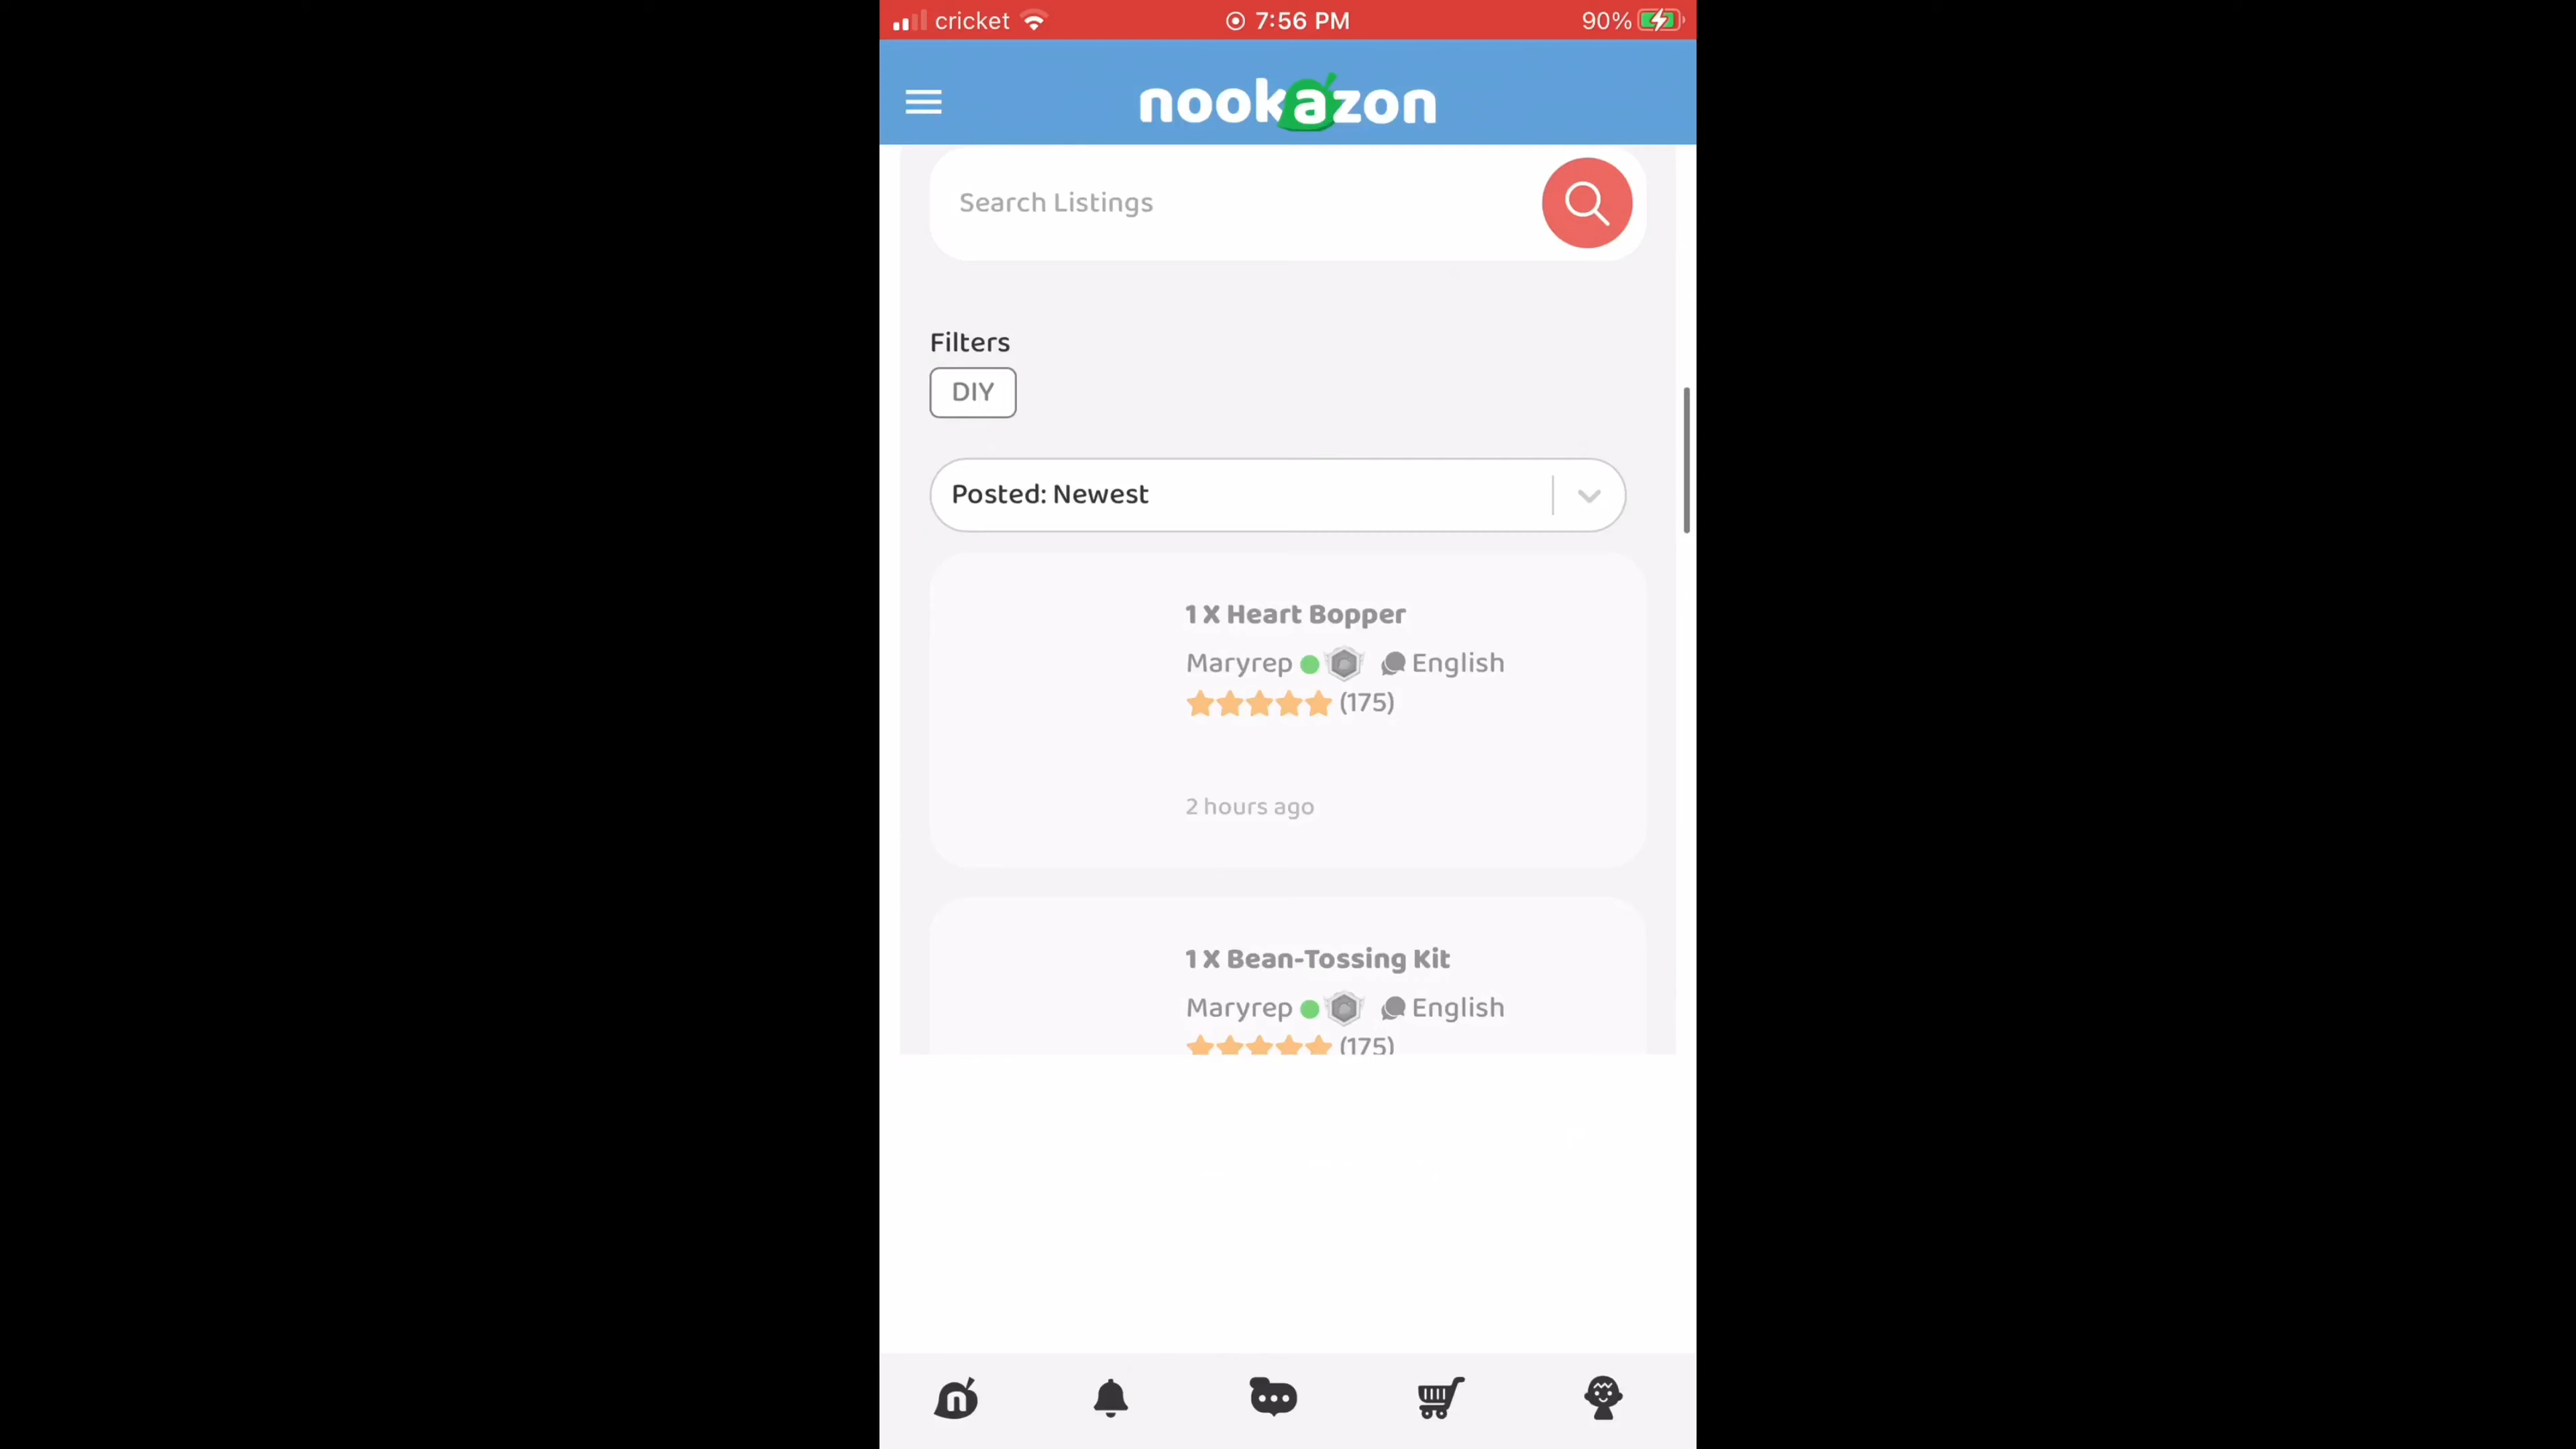 cricket
7:56 PM
90%
nookazon
Search Listings
Filters
DIY
Posted: Newest
1 X Heart Bopper
Maryrep English
(175)
2 hours ago
1 X Bean-Tossing Kit
Maryrep English
(175)
n